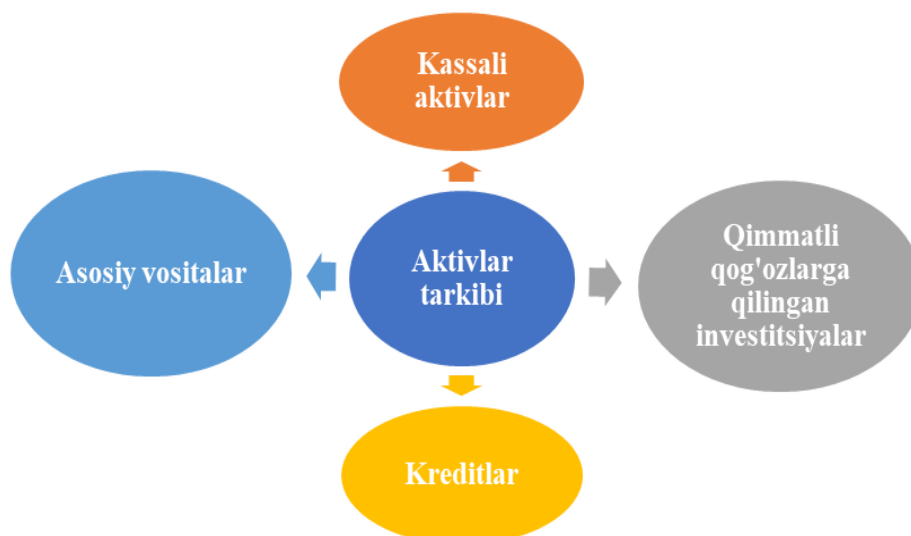 Kassali
aktivlar
Asosiy vositalar
Aktivlar
tarkibi
Qimmatli
qog'ozlarga
qilingan
investitsiyalar
Kreditlar